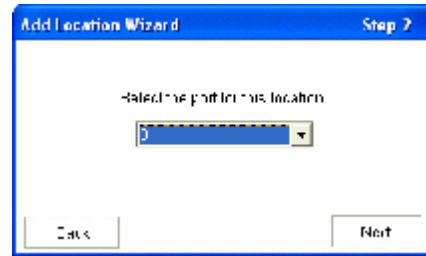 Add Location Wizard Step 2
Select the port for this location
Back Next